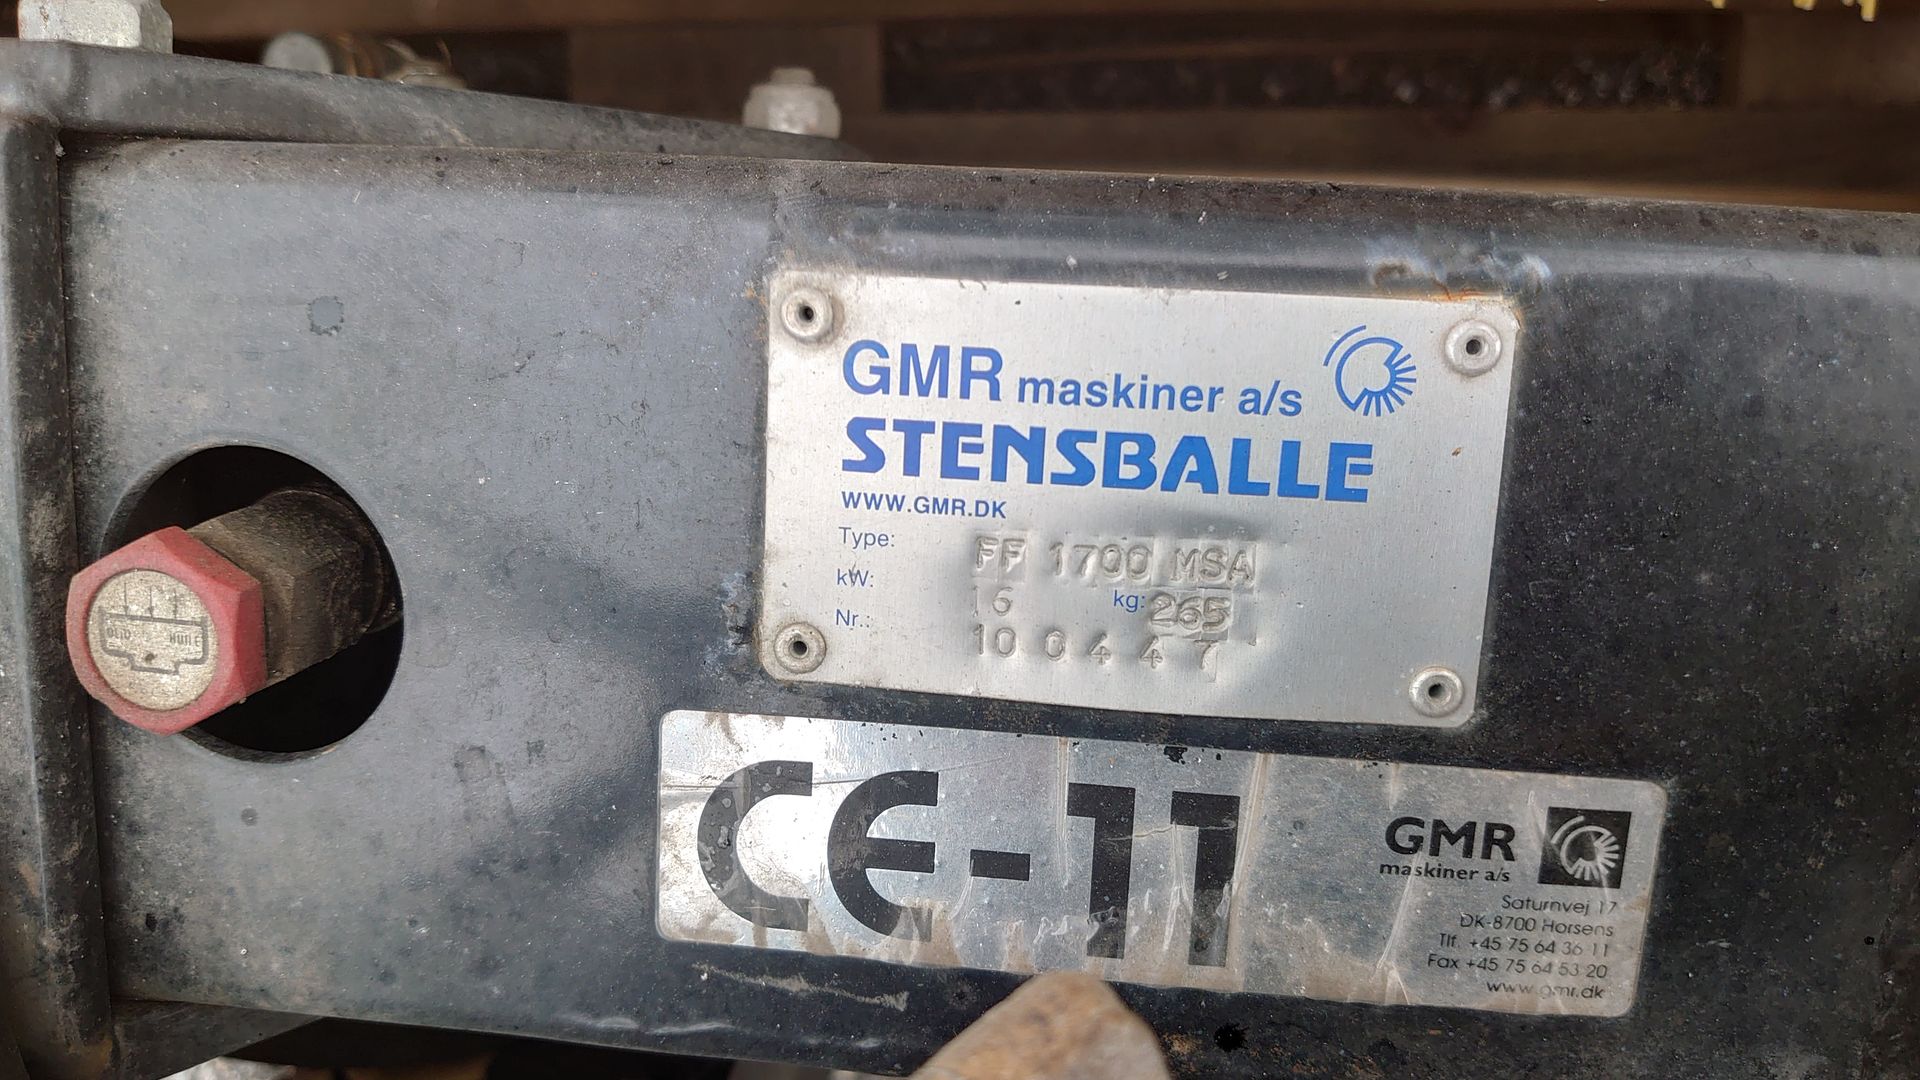 GMR maskiner a/s
STENSBALLE
WWW.GMR.DK
Type: FF 1700 MSA
kW: 16 kg: 265
Nr.: 100447
CE-11
GMR
maskiner a/s
Saturnvej 17
DK-8700 Horsens
Tlf. +45 75 64 36 11
Fax +45 75 64 53 20
www.gmr.dk